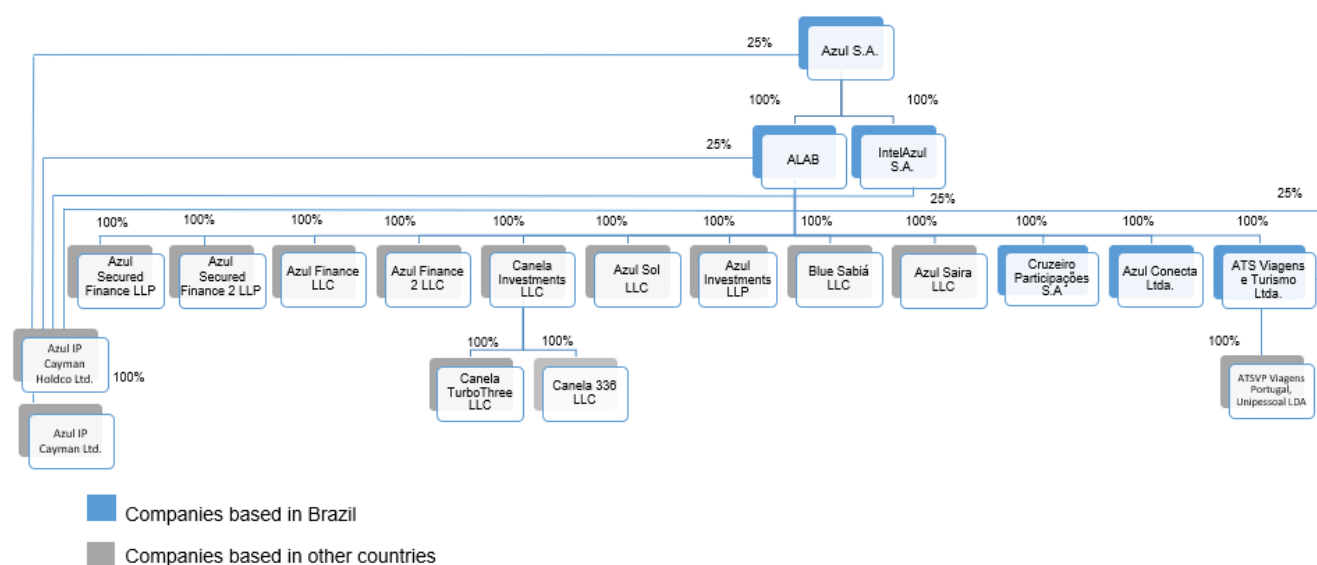 25%
Azul S.A.
100%
100%
25%
ALAB
IntelAzul
S.A.
25%
25%
100%
100%
100%
100%
100%
100%
100%
100%
100%
100%
100%
100%
Azul
Secured
Finance LLP
Azul
Secured
Finance 2 LLP
Azul Finance
LLC
Azul Finance
2 LLC
Canela
Investments
LLC
Azul Sol
LLC
Azul
Investments
LLP
Blue Sabiá
LLC
Azul Saira
LLC
Cruzeiro
Participações
S.A
Azul Conecta
Ltda.
ATS Viagens
e Turismo
Ltda.
Azul IP
Cayman
Holdco Ltd.
100%
100%
100%
100%
Canela
TurboThree
LLC
Canela 336
LLC
ATSVP Viagens
Portugal,
Unipessoal LDA
Azul IP
Cayman Ltd.
Companies based in Brazil
Companies based in other countries